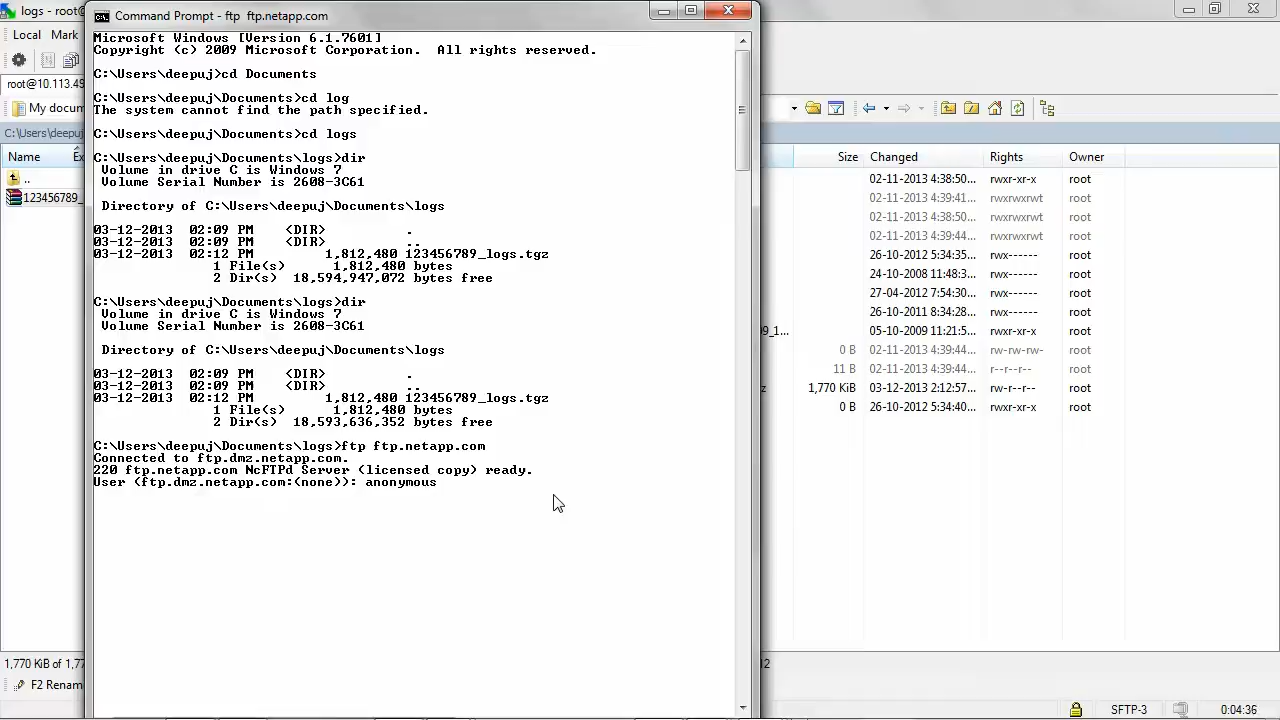 logs - root@
Command Prompt - ftp ftp.netapp.com
Local Mark
root@10.113.49
My docum
C:\Users\deepuj
Name Ex
..
123456789_
Microsoft Windows [Version 6.1.7601]
Copyright (c) 2009 Microsoft Corporation. All rights reserved.
C:\Users\deepuj>cd Documents
C:\Users\deepuj\Documents>cd log
The system cannot find the path specified.
C:\Users\deepuj\Documents>cd logs
C:\Users\deepuj\Documents\logs>dir
Volume in drive C is Windows 7
Volume Serial Number is 2608-3C61
Directory of C:\Users\deepuj\Documents\logs
03-12-2013 02:09 PM <DIR> .
03-12-2013 02:09 PM <DIR> ..
03-12-2013 02:12 PM 1,812,480 123456789_logs.tgz
1 File(s) 1,812,480 bytes
2 Dir(s) 18,594,947,072 bytes free
C:\Users\deepuj\Documents\logs>dir
Volume in drive C is Windows 7
Volume Serial Number is 2608-3C61
Directory of C:\Users\deepuj\Documents\logs
03-12-2013 02:09 PM <DIR> .
03-12-2013 02:09 PM <DIR> ..
03-12-2013 02:12 PM 1,812,480 123456789_logs.tgz
1 File(s) 1,812,480 bytes
2 Dir(s) 18,593,636,352 bytes free
C:\Users\deepuj\Documents\logs>ftp ftp.netapp.com
Connected to ftp.dmz.netapp.com.
220 ftp.netapp.com NcFTPd Server (licensed copy) ready.
User (ftp.dmz.netapp.com:(none)): anonymous
Size Changed Rights Owner
02-11-2013 4:38:50... rwxr-xr-x root
02-11-2013 4:39:41... rwxrwxrwt root
02-11-2013 4:38:50... rwxrwxrwt root
02-11-2013 4:39:44... rwxrwxrwt root
26-10-2012 5:34:35... rwx------ root
24-10-2008 11:48:3... rwx------ root
27-04-2012 7:54:30... rwx------ root
26-10-2011 8:34:28... rwx------ root
09_1... 05-10-2009 11:21:5... rwxr-xr-x root
0 B 02-11-2013 4:39:44... rw-rw-rw- root
11 B 02-11-2013 4:39:44... r--r--r-- root
z 1,770 KiB 03-12-2013 2:12:57... rw-r--r-- root
0 B 26-10-2012 5:34:40... rwxr-xr-x root
1,770 KiB of 1,77
12
F2 Renam
SFTP-3 0:04:36